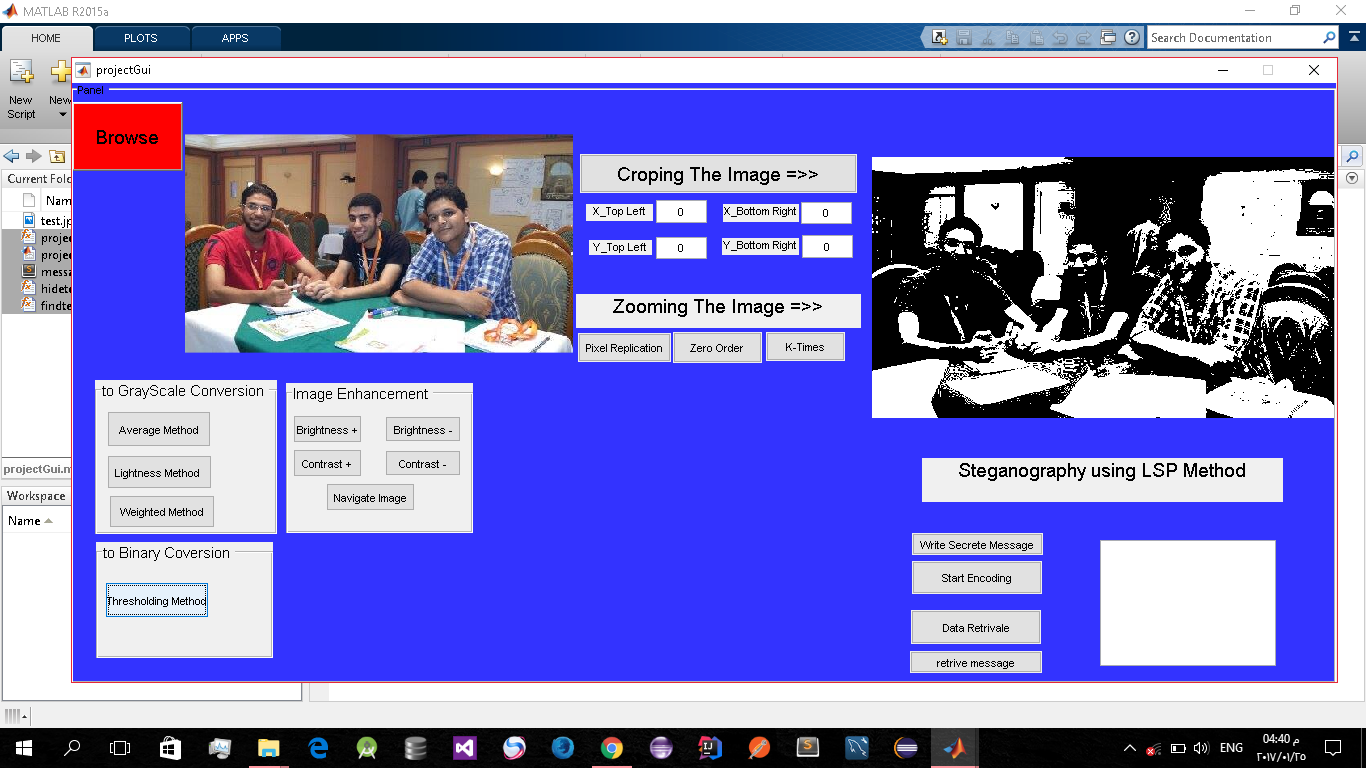 MATLAB R2015a
HOME
PLOTS
APPS
Search Documentation
New
Script
New
projectGui
Panel
Browse
Current Fold
Nam
test.jp
projec
projec
messa
hidete
findte
projectGui.m
Workspace
Name
Croping The Image =>>
X_Top Left
0
X_Bottom Right
0
Y_Top Left
0
Y_Bottom Right
0
Zooming The Image =>>
Pixel Replication
Zero Order
K-Times
to GrayScale Conversion
Average Method
Lightness Method
Weighted Method
Image Enhancement
Brightness +
Brightness -
Contrast +
Contrast -
Navigate Image
to Binary Coversion
Thresholding Method
Steganography using LSP Method
Write Secrete Message
Start Encoding
Data Retrivale
retrive message
ENG
04:40 م
٢٠١٧/٠١/٢٥